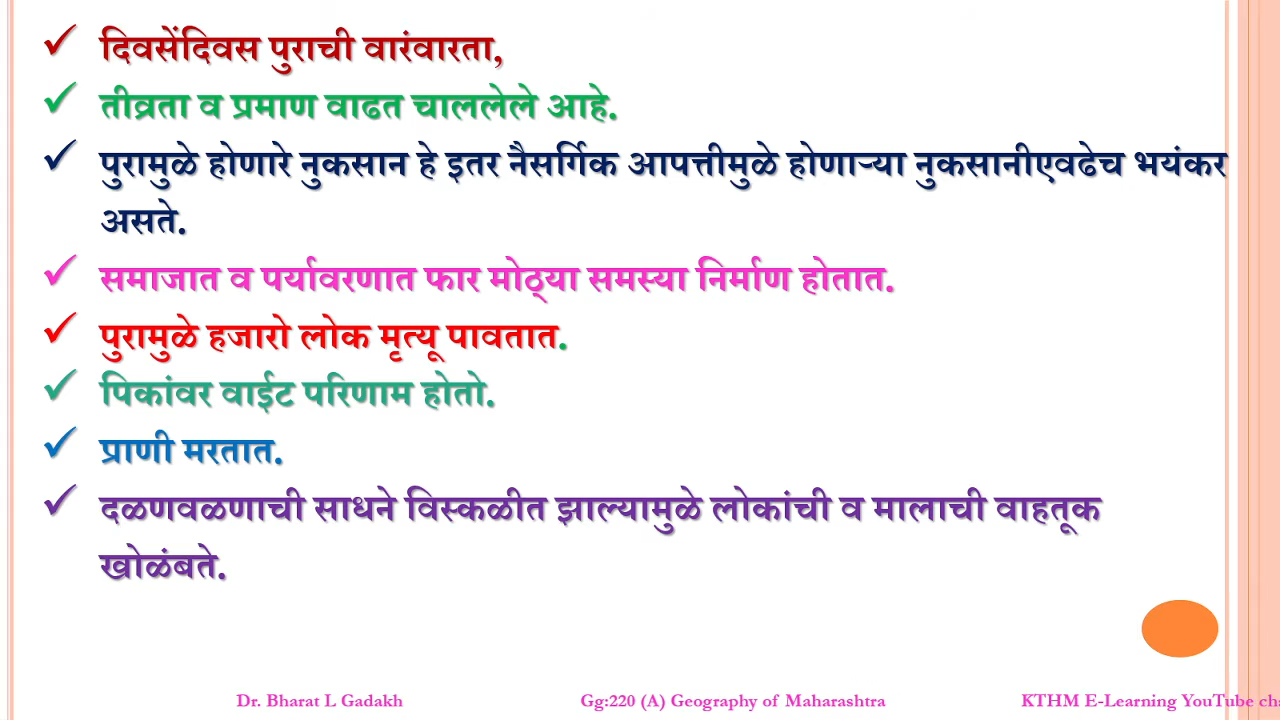 दिवसेंदिवस पुराची वारंवारता,
तीव्रता व प्रमाण वाढत चाललेले आहे.
पुरामुळे होणारे नुकसान हे इतर नैसर्गिक आपत्तीमुळे होणाऱ्या नुकसानीएवढेच भयंकर
असते.
समाजात व पर्यावरणात फार मोठ्या समस्या निर्माण होतात.
पुरामुळे हजारो लोक मृत्यू पावतात.
पिकांवर वाईट परिणाम होतो.
प्राणी मरतात.
दळणवळणाची साधने विस्कळीत झाल्यामुळे लोकांची व मालाची वाहतूक
खोळंबते.
Dr. Bharat L Gadakh Gg:220 (A) Geography of Maharashtra KTHM E-Learning YouTube